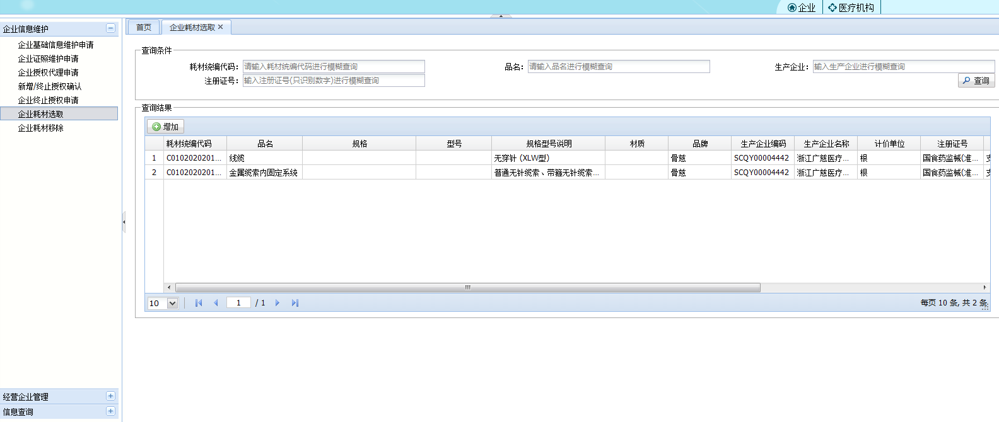 企业 医疗机构
首页 企业耗材选取
企业信息维护
企业基础信息维护申请
企业证照维护申请
企业授权代理申请
新增/终止授权确认
企业终止授权申请
企业耗材选取
企业耗材移除
经营企业管理
信息查询
查询条件
耗材统编代码: 请输入耗材统编代码进行模糊查询 品名: 请输入品名进行模糊查询 生产企业: 输入生产企业进行模糊查询
注册证号: 输入注册证号(只识别数字)进行模糊查询
查询
查询结果
增加
耗材统编代码 品名 规格 型号 规格型号说明 材质 品牌 生产企业编码 生产企业名称 计价单位 注册证号
1 C0102020201... 线缆 无穿针 (XLW型) 骨慈 SCQY00004442 浙江广慈医疗... 根 国食药监械(准...
2 C0102020201... 金属缆索内固定系统 普通无针缆索、带箍无针缆索... 骨慈 SCQY00004442 浙江广慈医疗... 根 国食药监械(准...
10 1 / 1 每页 10 条, 共 2 条